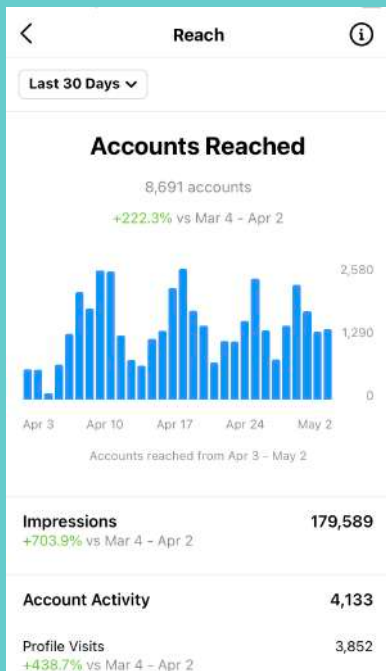 Reach
Last 30 Days
Accounts Reached
8,691 accounts
+222.3% vs Mar 4 - Apr 2
2,580
1,290
0
Apr 3 Apr 10 Apr 17 Apr 24 May 2
Accounts reached from Apr 3 - May 2
Impressions 179,589
+703.9% vs Mar 4 - Apr 2
Account Activity 4,133
Profile Visits 3,852
+438.7% vs Mar 4 - Apr 2